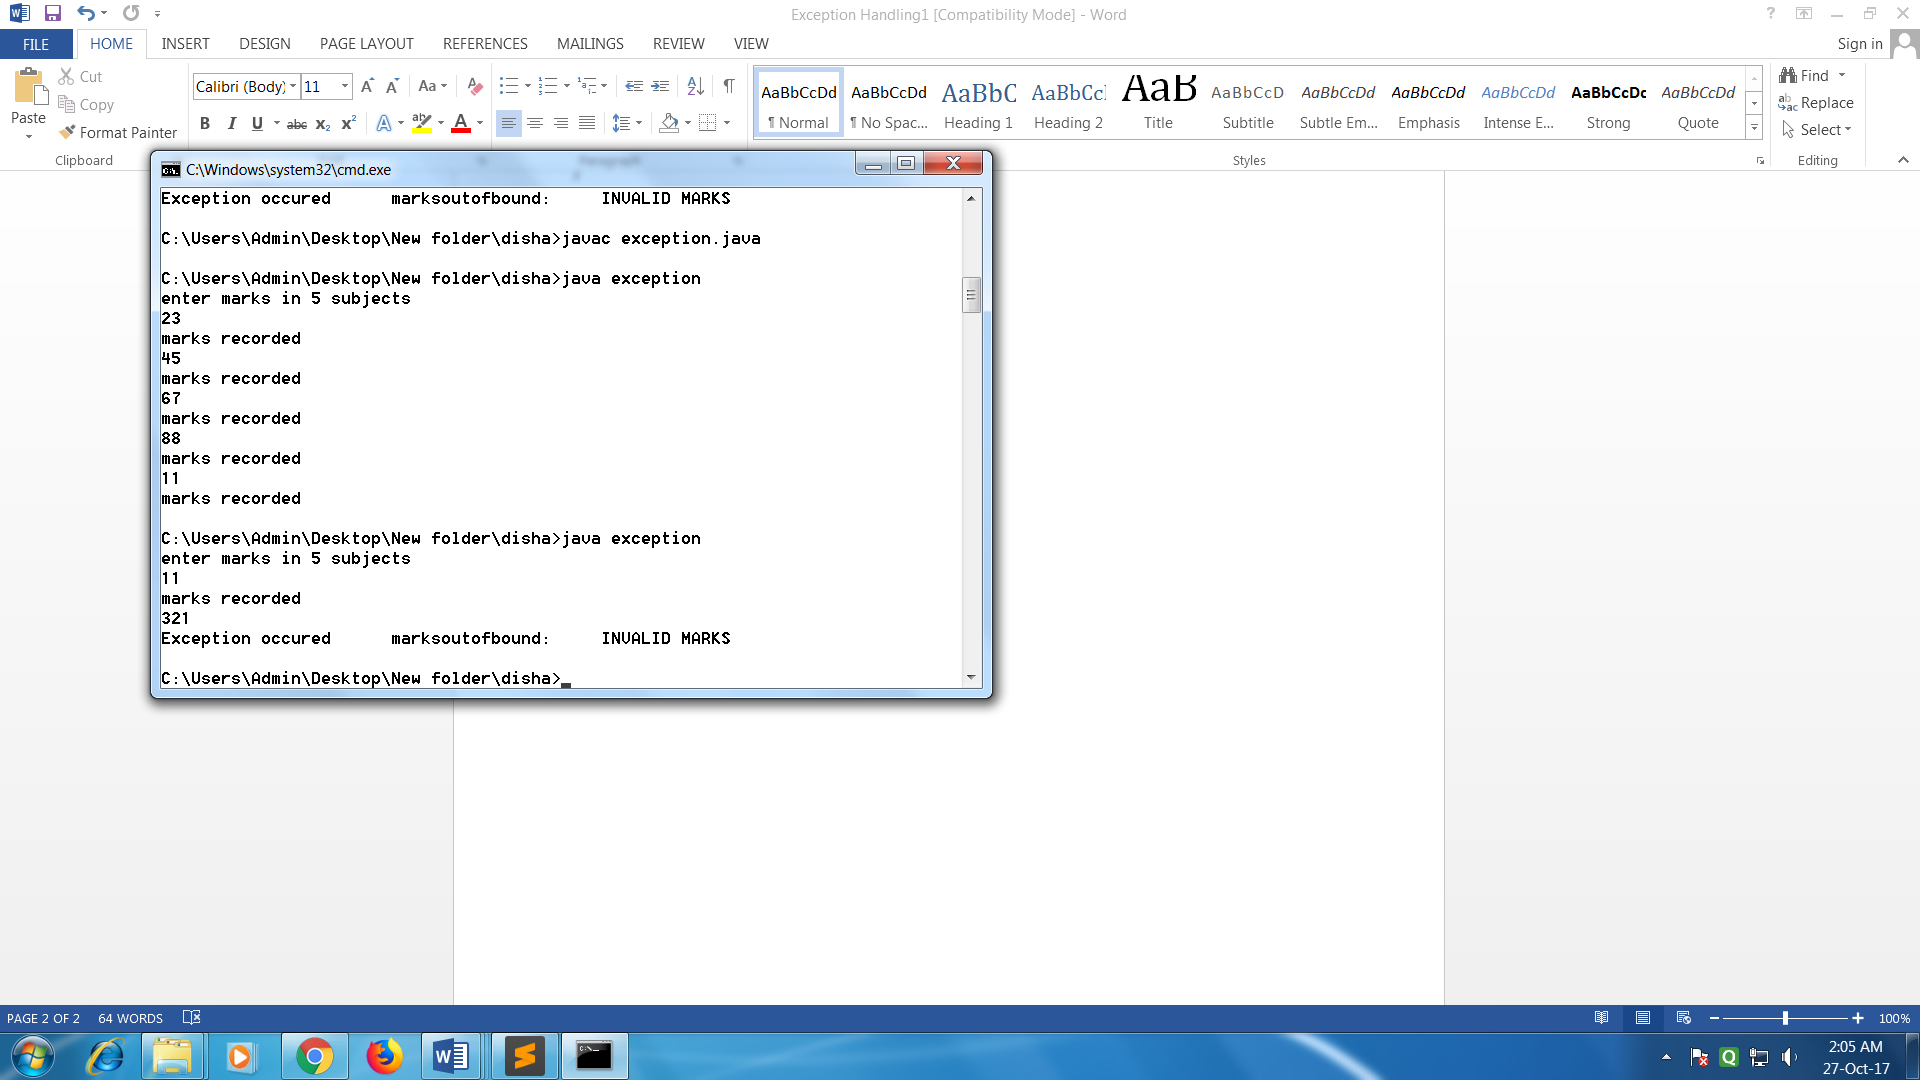 Exception Handling1 [Compatibility Mode] - Word
FILE HOME INSERT DESIGN PAGE LAYOUT REFERENCES MAILINGS REVIEW VIEW Sign in
Paste
Cut
Copy
Format Painter
Clipboard
Calibri (Body) 11
AaBbCcDd AaBbCcDd AaBbC AaBbCc AaB AaBbCcD AaBbCcDd AaBbCcDd AaBbCcDd AaBbCcDc AaBbCcDd
¶ Normal ¶ No Spac... Heading 1 Heading 2 Title Subtitle Subtle Em... Emphasis Intense E... Strong Quote
Styles
Find
Replace
Select
Editing
C:\Windows\system32\cmd.exe
Exception occured marksoutofbound: INVALID MARKS
C:\Users\Admin\Desktop\New folder\disha>javac exception.java
C:\Users\Admin\Desktop\New folder\disha>java exception
enter marks in 5 subjects
23
marks recorded
45
marks recorded
67
marks recorded
88
marks recorded
11
marks recorded
C:\Users\Admin\Desktop\New folder\disha>java exception
enter marks in 5 subjects
11
marks recorded
321
Exception occured marksoutofbound: INVALID MARKS
C:\Users\Admin\Desktop\New folder\disha>_
PAGE 2 OF 2 64 WORDS 100%
2:05 AM
27-Oct-17